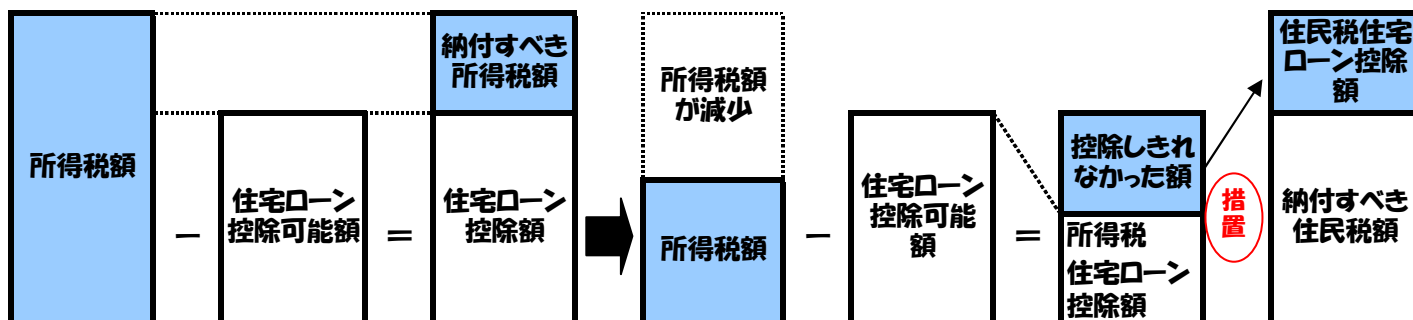 所得税額
－
住宅ローン
控除可能額
＝
納付すべき
所得税額
住宅ローン
控除額
所得税額
が減少
所得税額
－
住宅ローン
控除可能
額
＝
控除しきれ
なかった額
所得税
住宅ローン
控除額
措
置
住民税住宅
ローン控除
額
納付すべき
住民税額